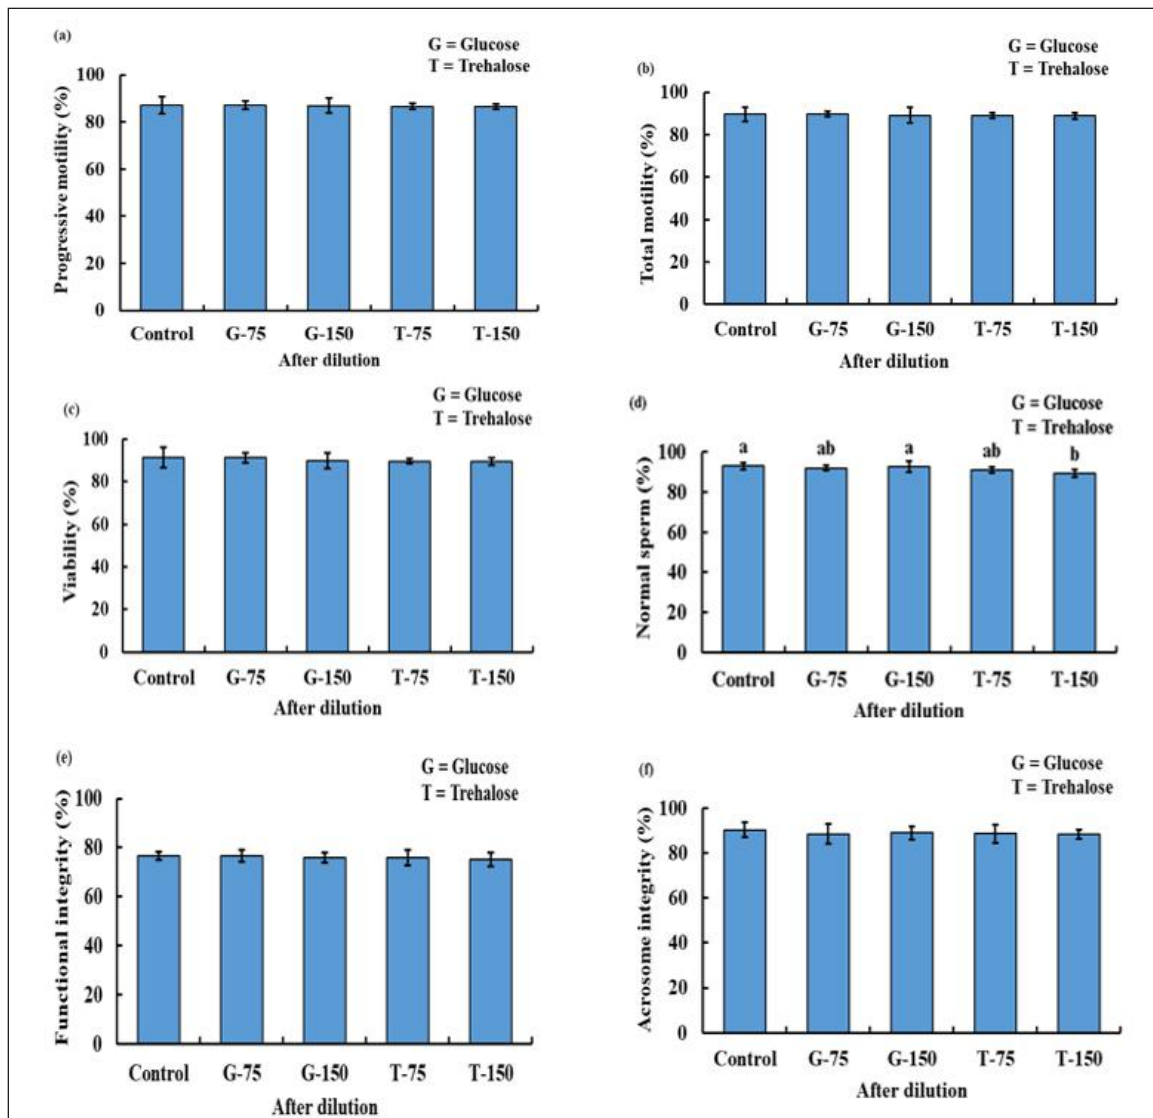 (a)
G = Glucose
T = Trehalose
Progressive motility (%)
100
80
60
40
20
0
Control G-75 G-150 T-75 T-150
After dilution
(b)
G = Glucose
T = Trehalose
Total motility (%)
100
80
60
40
20
0
Control G-75 G-150 T-75 T-150
After dilution
(c)
G = Glucose
T = Trehalose
Viability (%)
100
80
60
40
20
0
Control G-75 G-150 T-75 T-150
After dilution
(d)
G = Glucose
T = Trehalose
Normal sperm (%)
100
80
60
40
20
0
a ab a ab b
Control G-75 G-150 T-75 T-150
After dilution
(e)
G = Glucose
T = Trehalose
Functional integrity (%)
100
80
60
40
20
0
Control G-75 G-150 T-75 T-150
After dilution
(f)
G = Glucose
T = Trehalose
Acrosome integrity (%)
100
80
60
40
20
0
Control G-75 G-150 T-75 T-150
After dilution